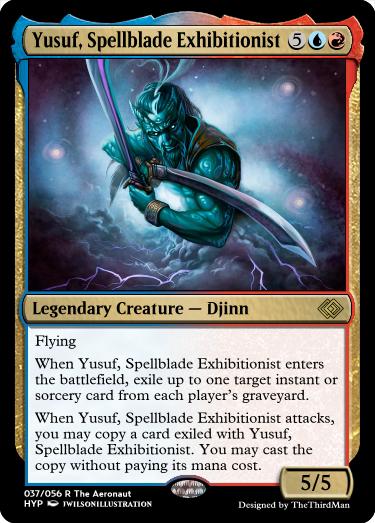 Yusuf, Spellblade Exhibitionist 5
Legendary Creature — Djinn
Flying
When Yusuf, Spellblade Exhibitionist enters
the battlefield, exile up to one target instant or
sorcery card from each player's graveyard.
When Yusuf, Spellblade Exhibitionist attacks,
you may copy a card exiled with Yusuf,
Spellblade Exhibitionist. You may cast the
copy without paying its mana cost.
5/5
037/056 R The Aeronaut
HYP JWILSONILLUSTRATION
Designed by TheThirdMan